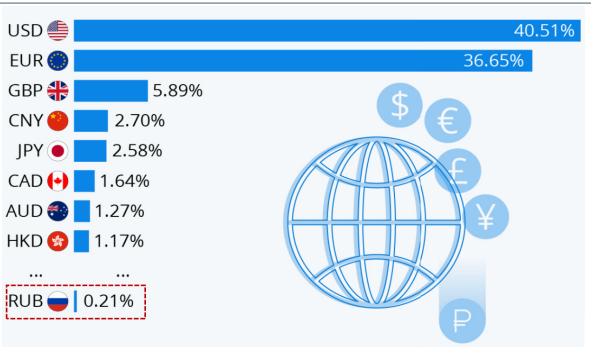 USD 40.51%
EUR 36.65%
GBP 5.89%
CNY 2.70%
JPY 2.58%
CAD 1.64%
AUD 1.27%
HKD 1.17%
... ...
RUB 0.21%
$
€
£
¥
₽